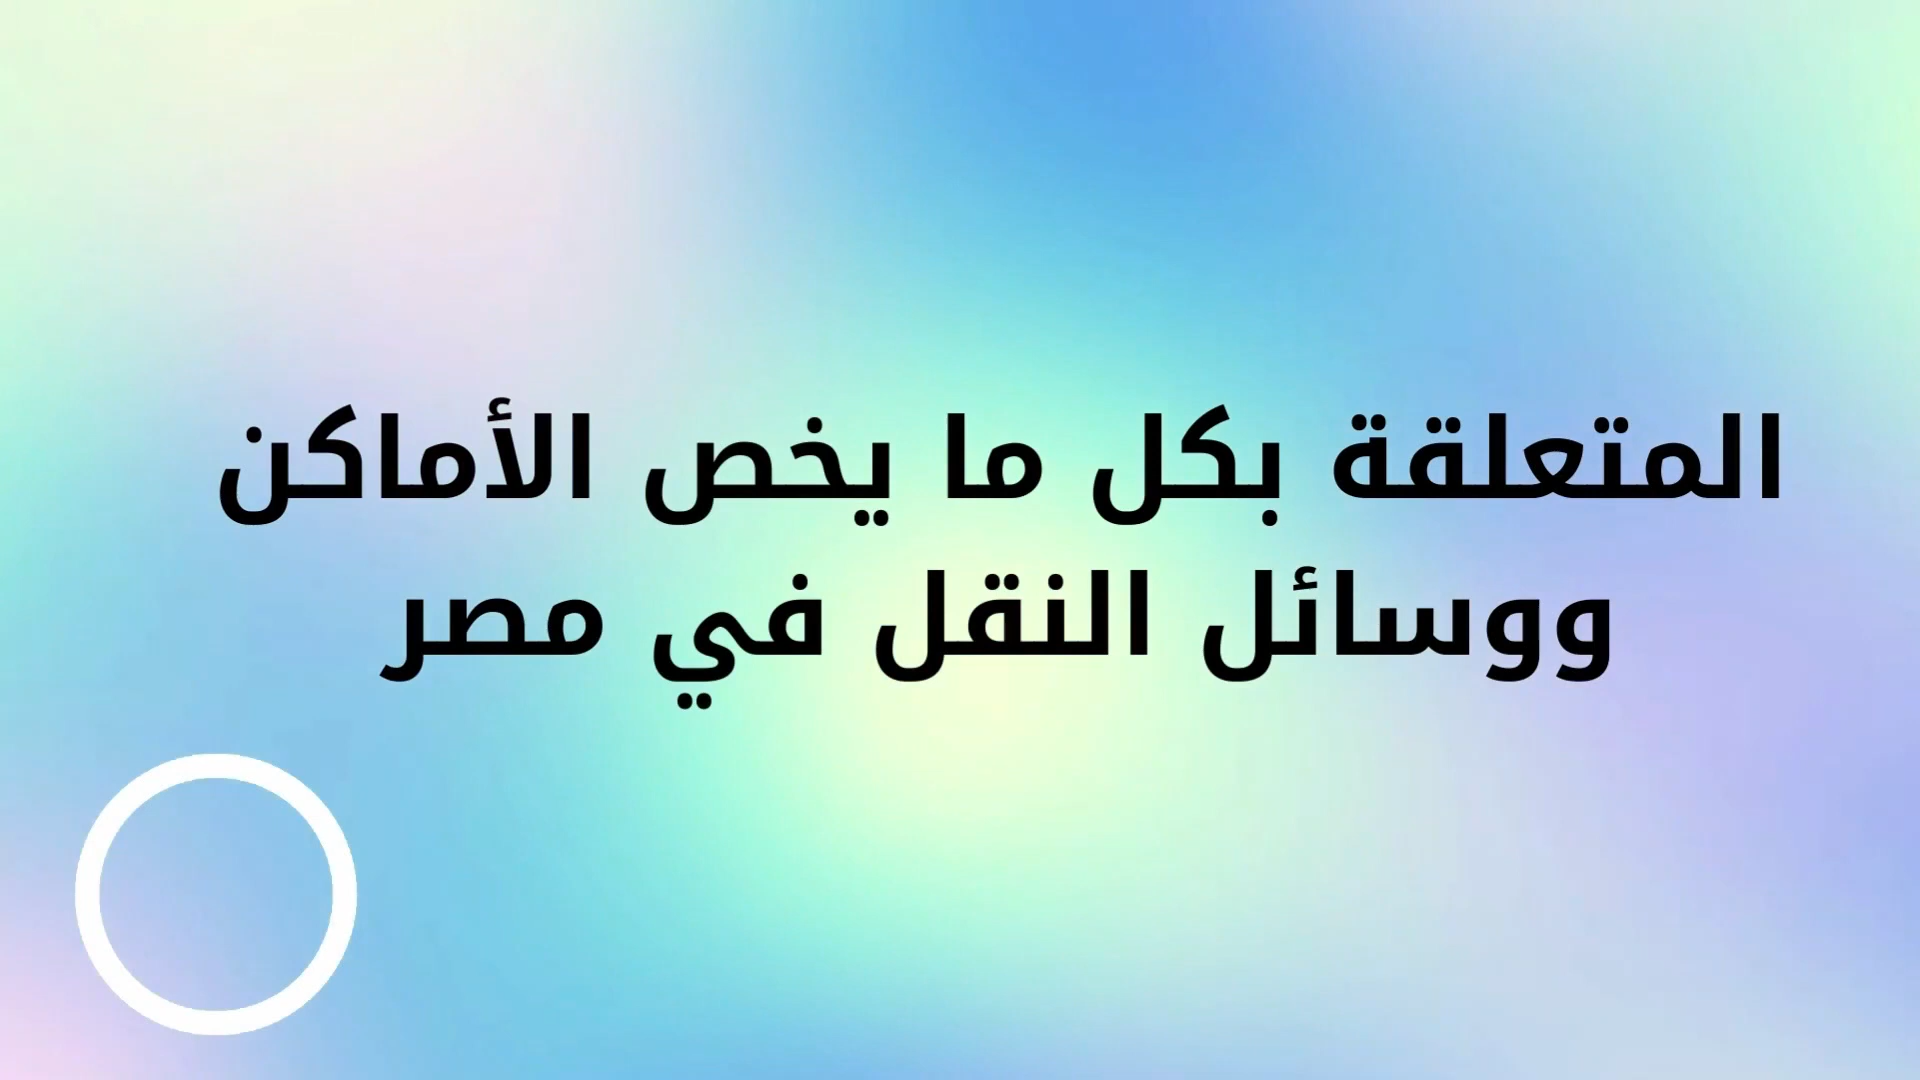 المتعلقة بكل ما يخص الأماكن
ووسائل النقل في مصر